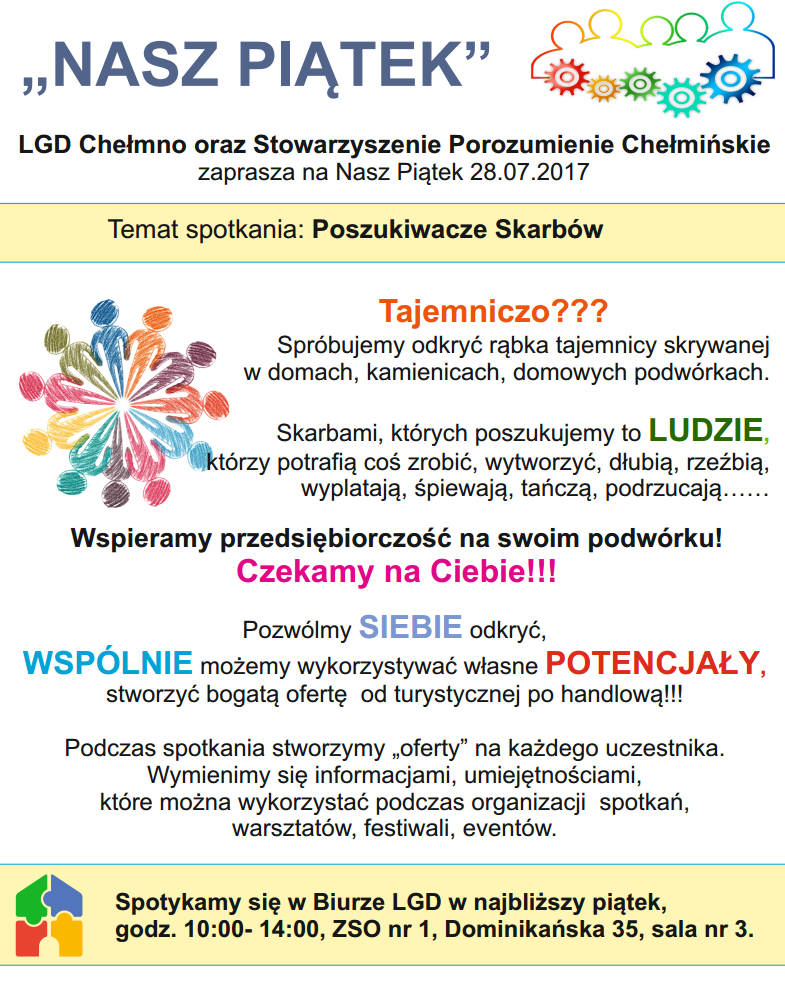 „NASZ PIĄTEK”
LGD Chełmno oraz Stowarzyszenie Porozumienie Chełmińskie
zaprasza na Nasz Piątek 28.07.2017
Temat spotkania: Poszukiwacze Skarbów
Tajemniczo???
Spróbujemy odkryć rąbka tajemnicy skrywanej
w domach, kamienicach, domowych podwórkach.
Skarbami, których poszukujemy to LUDZIE,
którzy potrafią coś zrobić, wytworzyć, dłubią, rzeźbią,
wyplatają, śpiewają, tańczą, podrzucają……
Wspieramy przedsiębiorczość na swoim podwórku!
Czekamy na Ciebie!!!
Pozwólmy SIEBIE odkryć,
WSPÓLNIE możemy wykorzystywać własne POTENCJAŁY,
stworzyć bogatą ofertę od turystycznej po handlową!!!
Podczas spotkania stworzymy „oferty” na każdego uczestnika.
Wymienimy się informacjami, umiejętnościami,
które można wykorzystać podczas organizacji spotkań,
warsztatów, festiwali, eventów.
Spotykamy się w Biurze LGD w najbliższy piątek,
godz. 10:00- 14:00, ZSO nr 1, Dominikańska 35, sala nr 3.